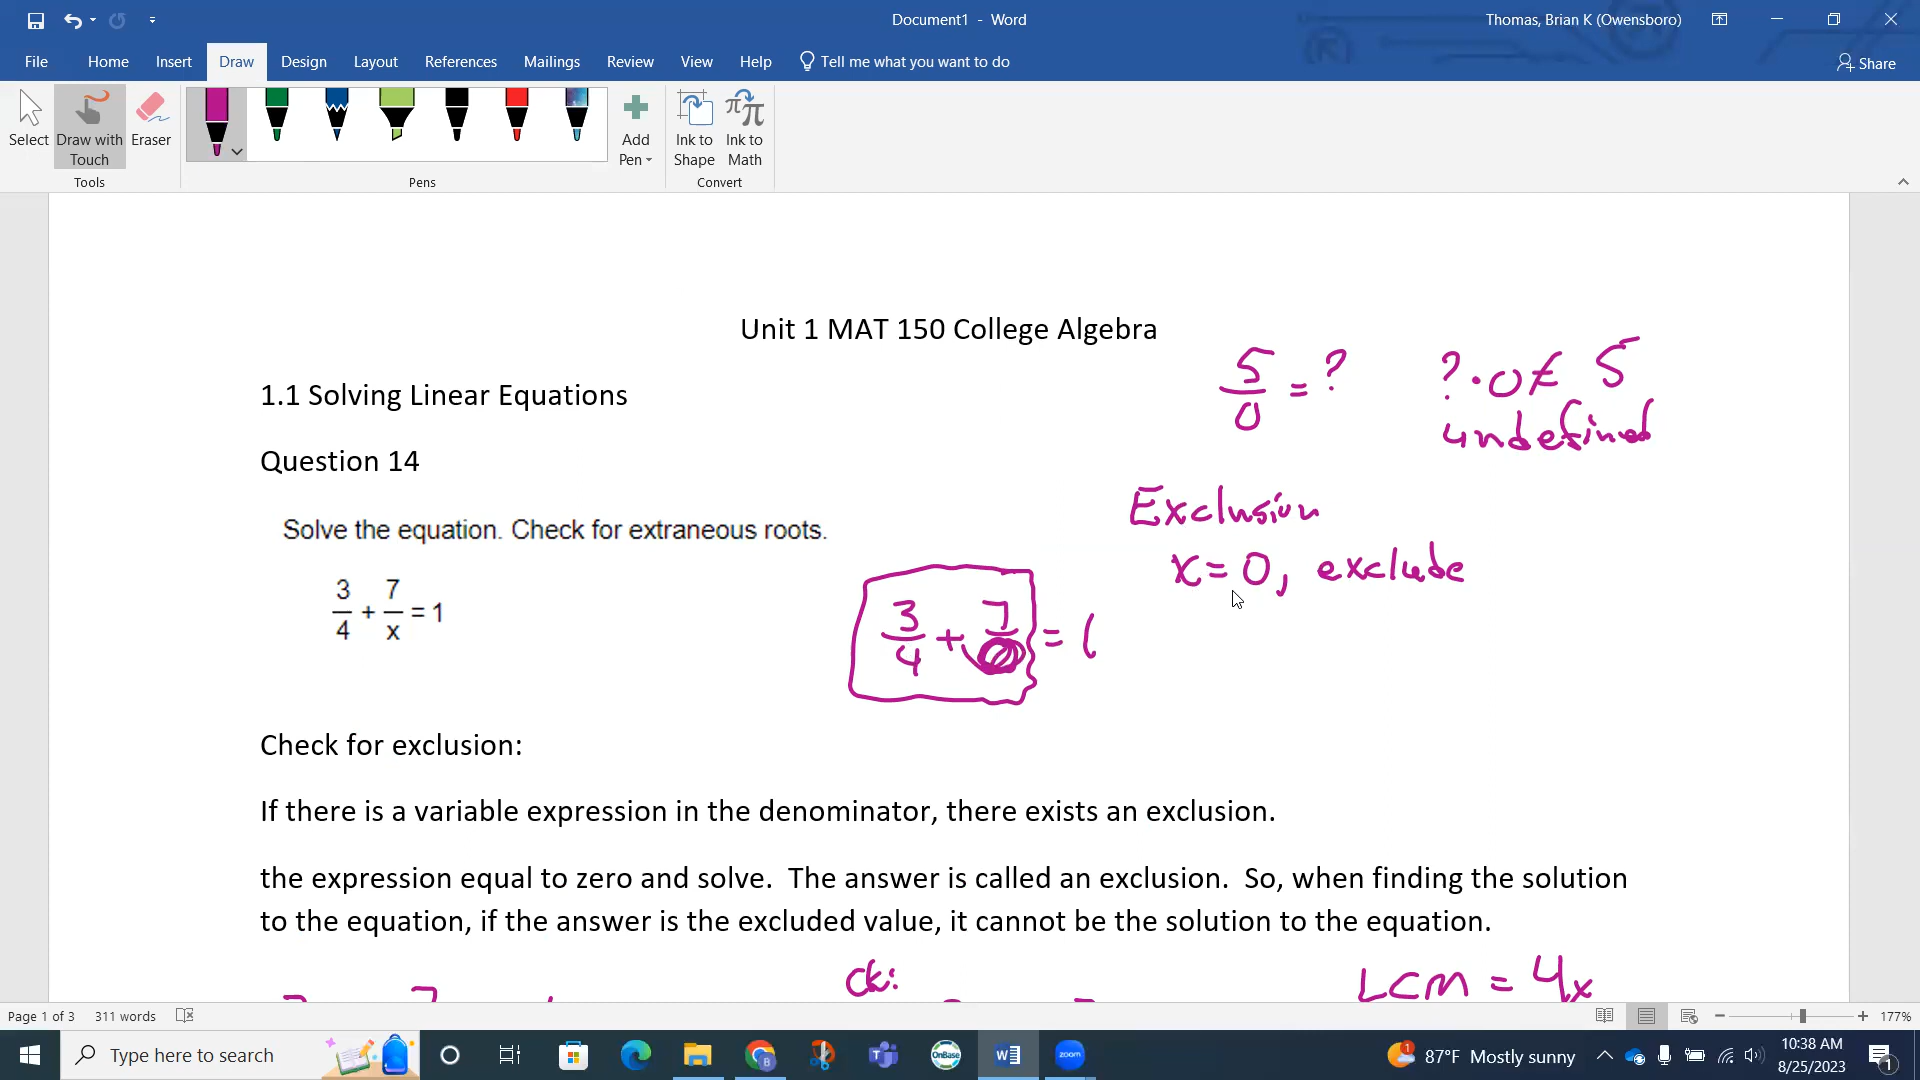 Document1 - Word
Thomas, Brian K (Owensboro)
File Home Insert Draw Design Layout References Mailings Review View Help Tell me what you want to do
Share
Select
Draw with Touch
Eraser
Add Pen
Ink to Shape
Ink to Math
Tools
Pens
Convert
Unit 1 MAT 150 College Algebra
5/0 = ? ? · 0 ≠ 5
undefined
1.1 Solving Linear Equations
Question 14
Exclusion
x = 0, exclude
Solve the equation. Check for extraneous roots.
3/4 + 7/x = 1
3/4 + 7/ = 1
Check for exclusion:
If there is a variable expression in the denominator, there exists an exclusion.
the expression equal to zero and solve. The answer is called an exclusion. So, when finding the solution
to the equation, if the answer is the excluded value, it cannot be the solution to the equation.
ck: LCM = 4x
Page 1 of 3 311 words
177%
Type here to search
OnBase
zoom
87°F Mostly sunny
10:38 AM
8/25/2023
1